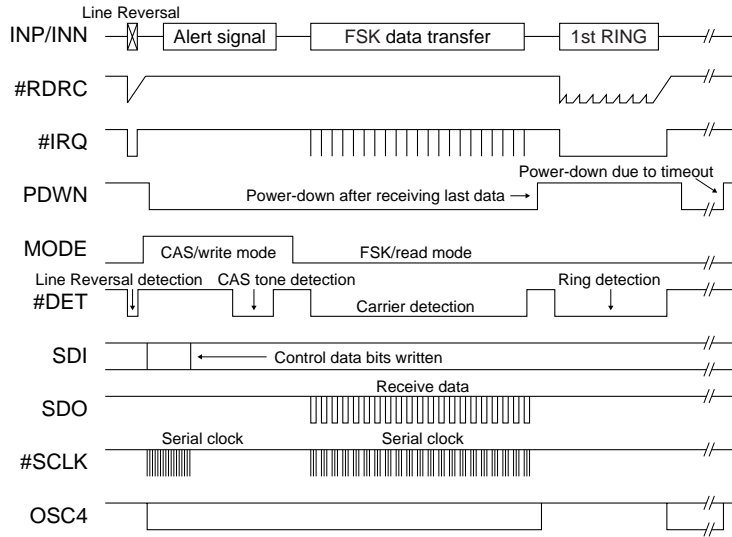 Line Reversal
INP/INN
Alert signal
FSK data transfer
1st RING
#RDRC
#IRQ
Power-down due to timeout
PDWN
Power-down after receiving last data
MODE
CAS/write mode
FSK/read mode
Line Reversal detection
CAS tone detection
Ring detection
#DET
Carrier detection
SDI
Control data bits written
Receive data
SDO
Serial clock
Serial clock
#SCLK
OSC4